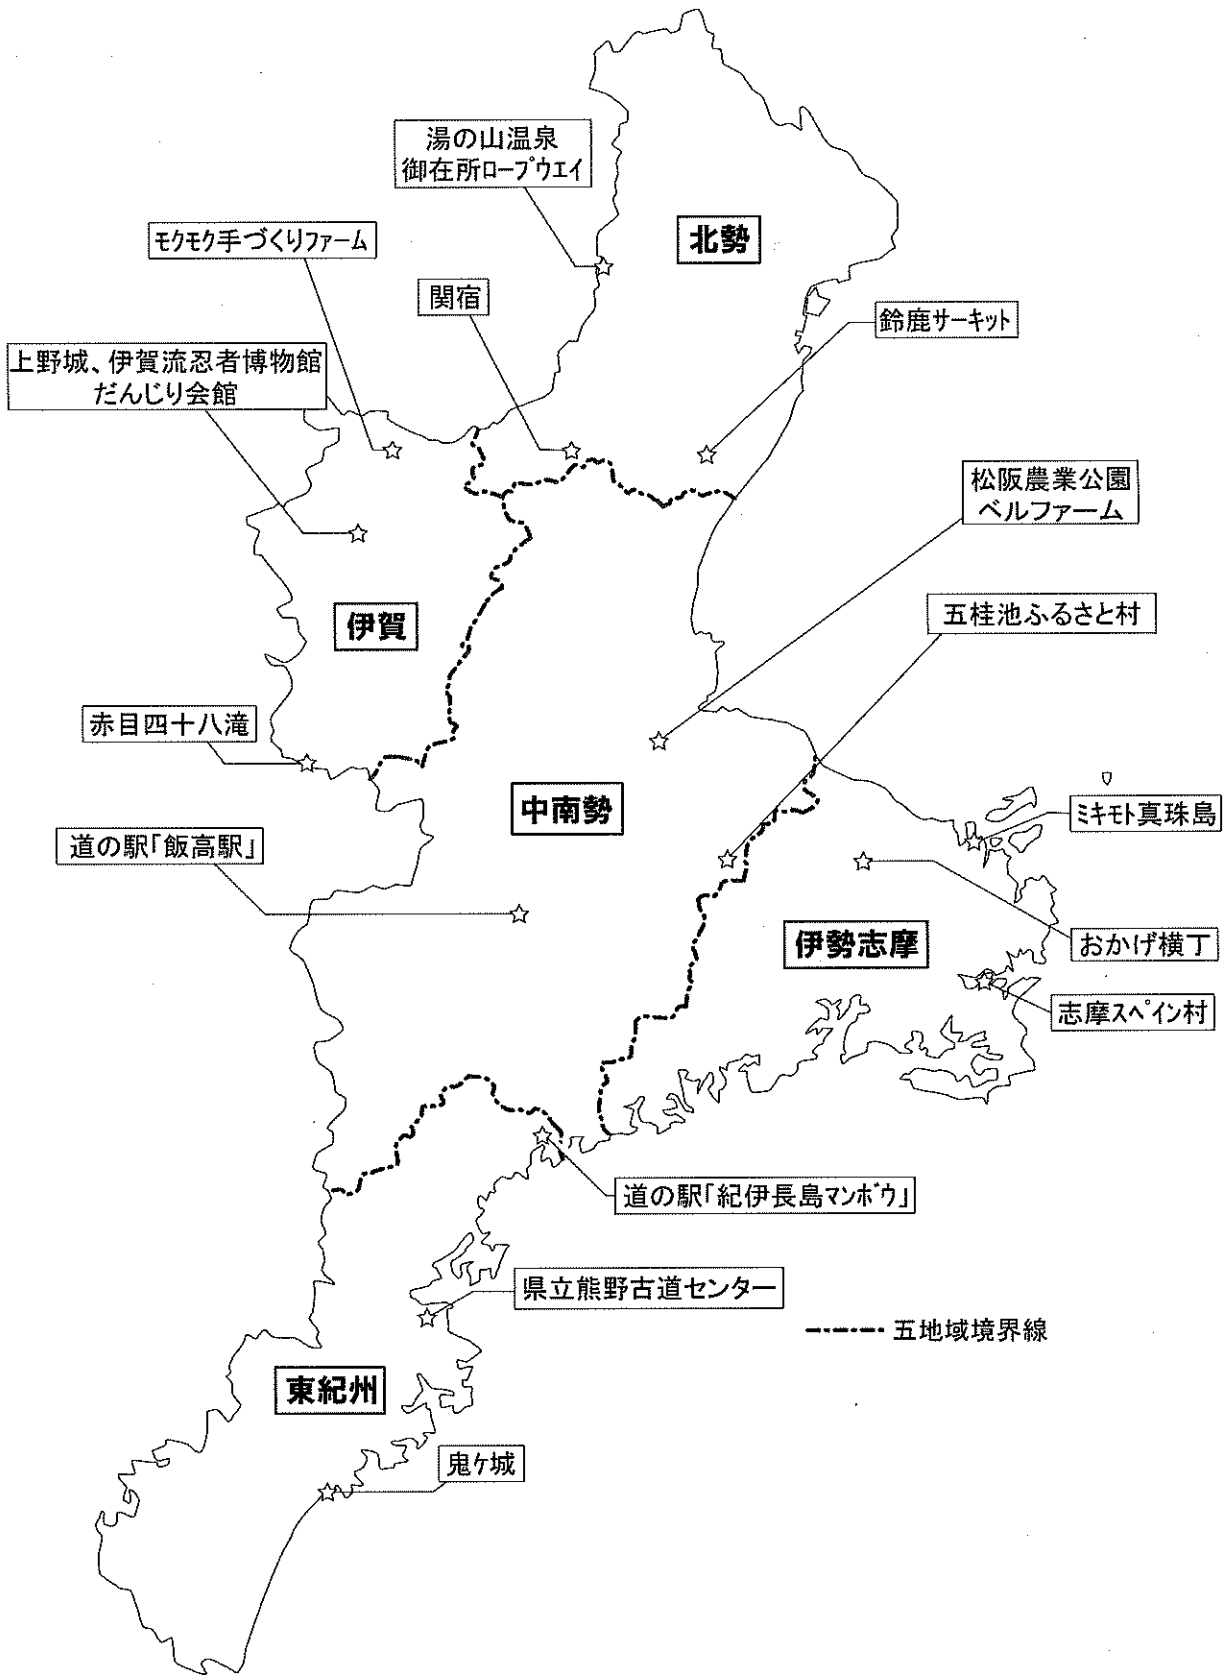 湯の山温泉
御在所ロープウエイ
北勢
モクモク手づくりファーム
関宿
鈴鹿サーキット
上野城、伊賀流忍者博物館
だんじり会館
松阪農業公園
ベルファーム
五桂池ふるさと村
伊賀
赤目四十八滝
中南勢
ミキモト真珠島
道の駅「飯高駅」
おかげ横丁
伊勢志摩
志摩スペイン村
道の駅「紀伊長島マンボウ」
県立熊野古道センター
五地域境界線
東紀州
鬼ケ城